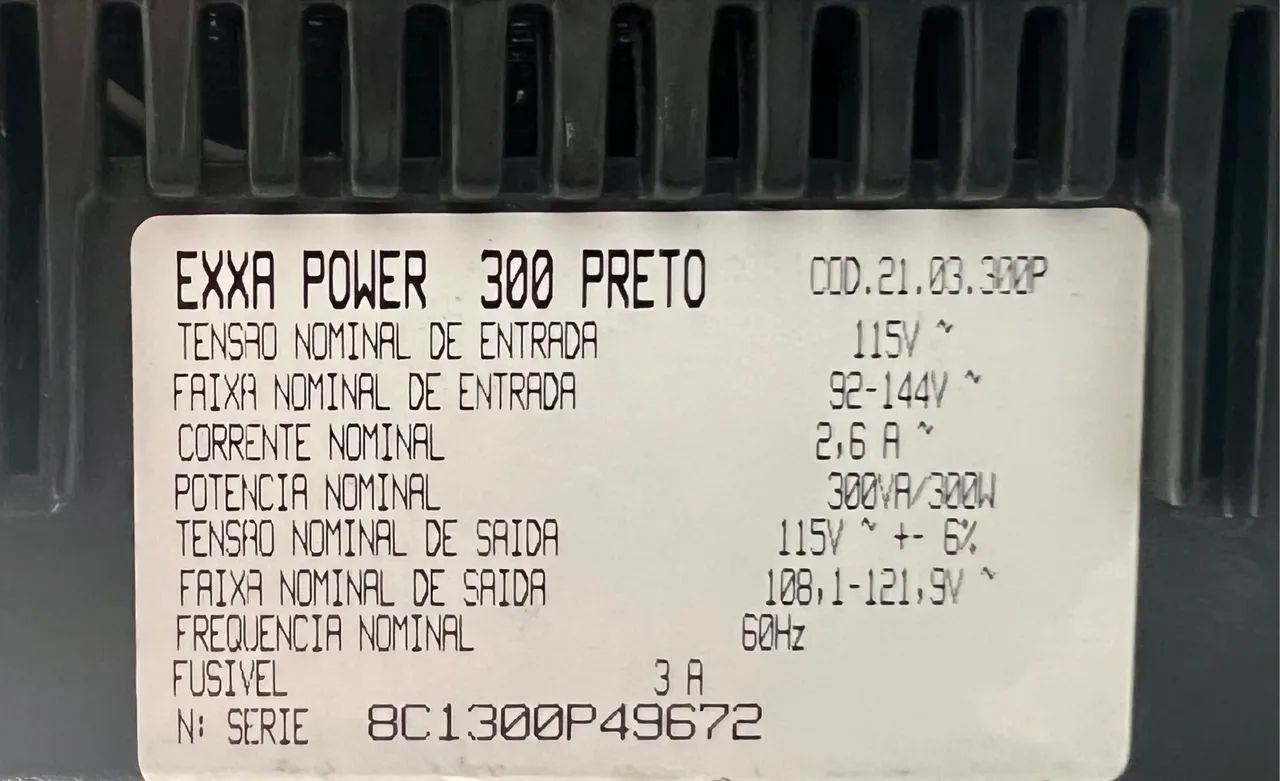 EXXA POWER 300 PRETO COD.21.03.300P
TENSAO NOMINAL DE ENTRADA 115V ~
FAIXA NOMINAL DE ENTRADA 92-144V ~
CORRENTE NOMINAL 2,6 A ~
POTENCIA NOMINAL 300VA/300W
TENSAO NOMINAL DE SAIDA 115V ~ +- 6%
FAIXA NOMINAL DE SAIDA 108,1-121,9V ~
FREQUENCIA NOMINAL 60Hz
FUSIVEL 3 A
N: SERIE 8C1300P49672